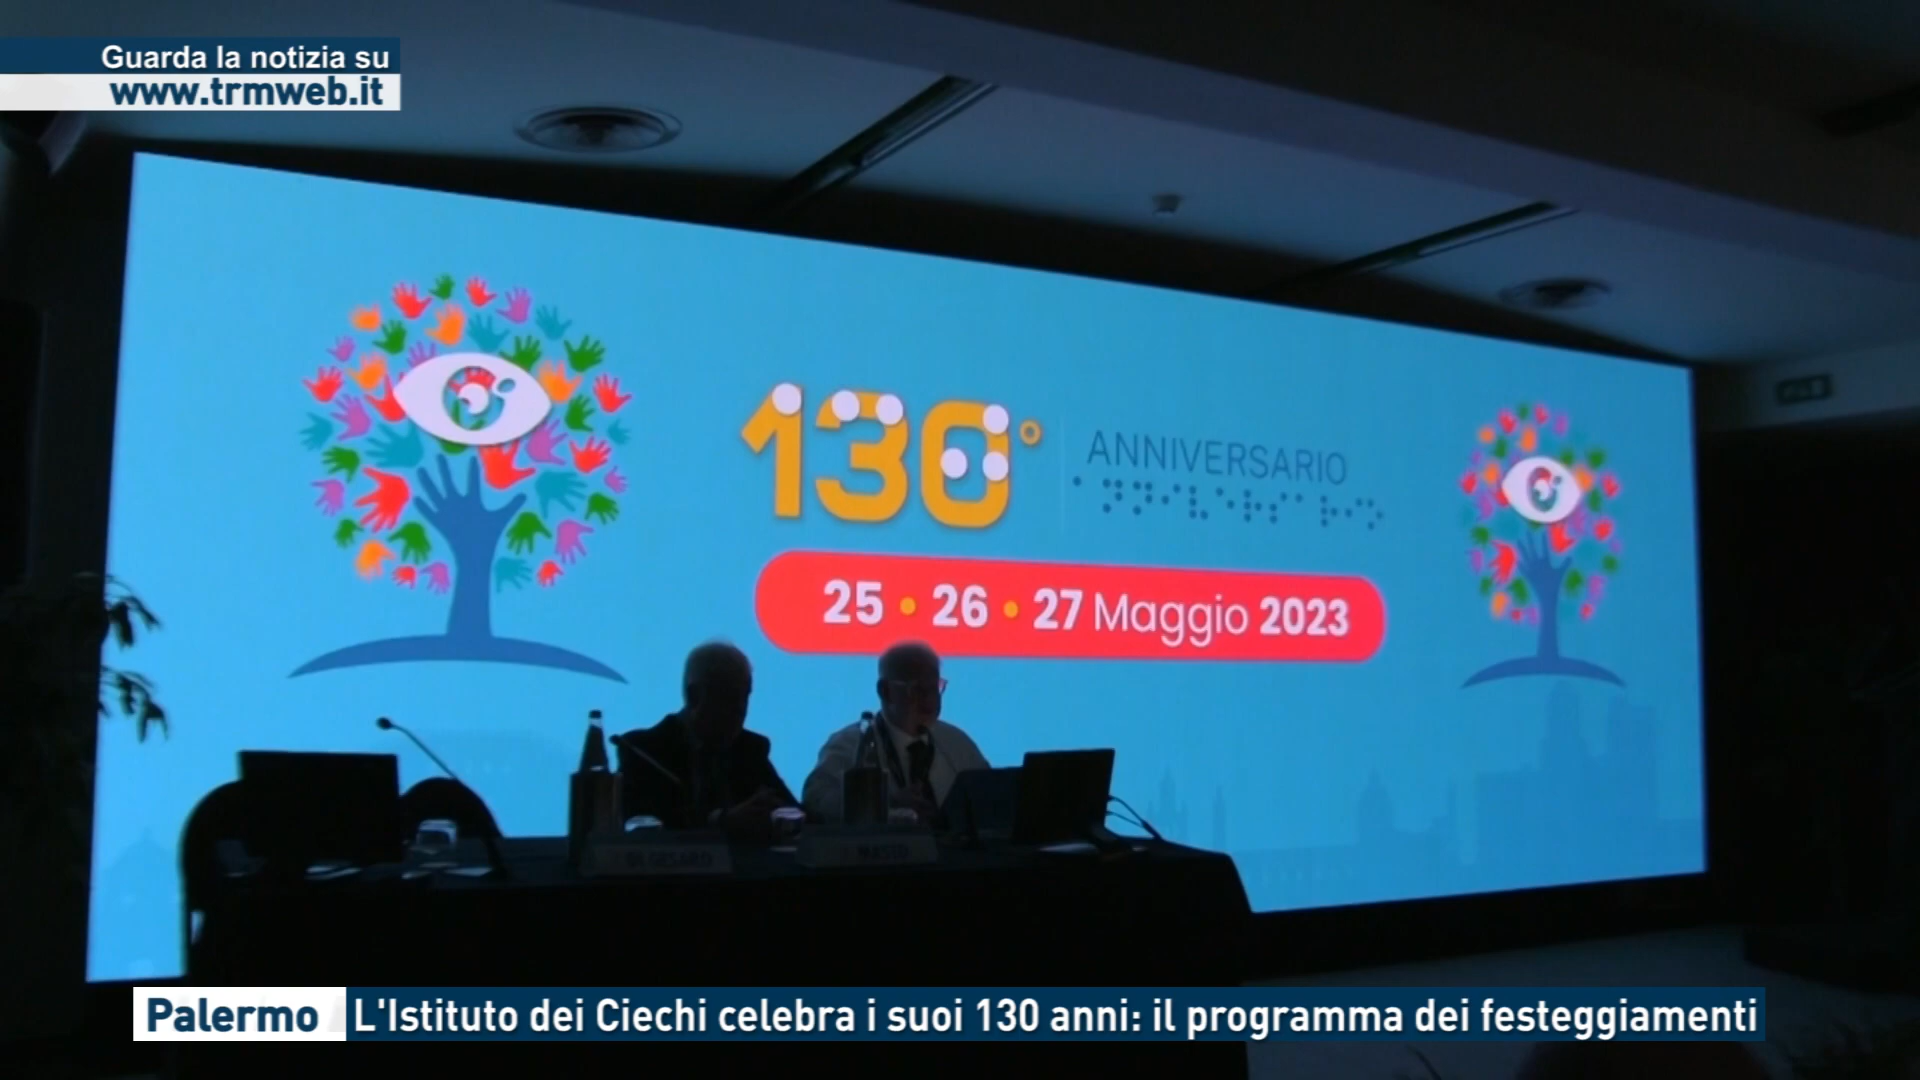 Guarda la notizia su
www.trmweb.it
130°
ANNIVERSARIO
25 • 26 • 27 Maggio 2023
Palermo L'Istituto dei Ciechi celebra i suoi 130 anni: il programma dei festeggiamenti